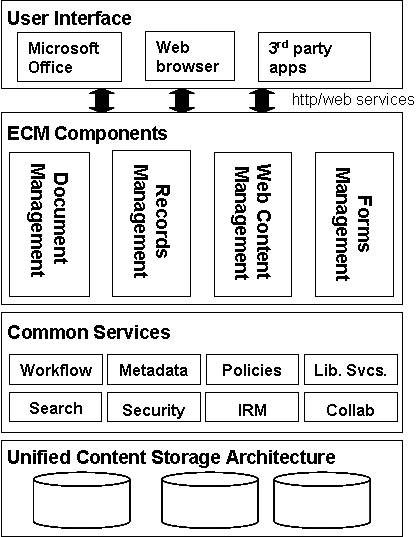 User Interface
Microsoft
Office
Web
browser
3rd party
apps
http/web services
ECM Components
Document
Management
Records
Management
Web Content
Management
Forms
Management
Common Services
Workflow
Metadata
Policies
Lib. Svcs.
Search
Security
IRM
Collab
Unified Content Storage Architecture